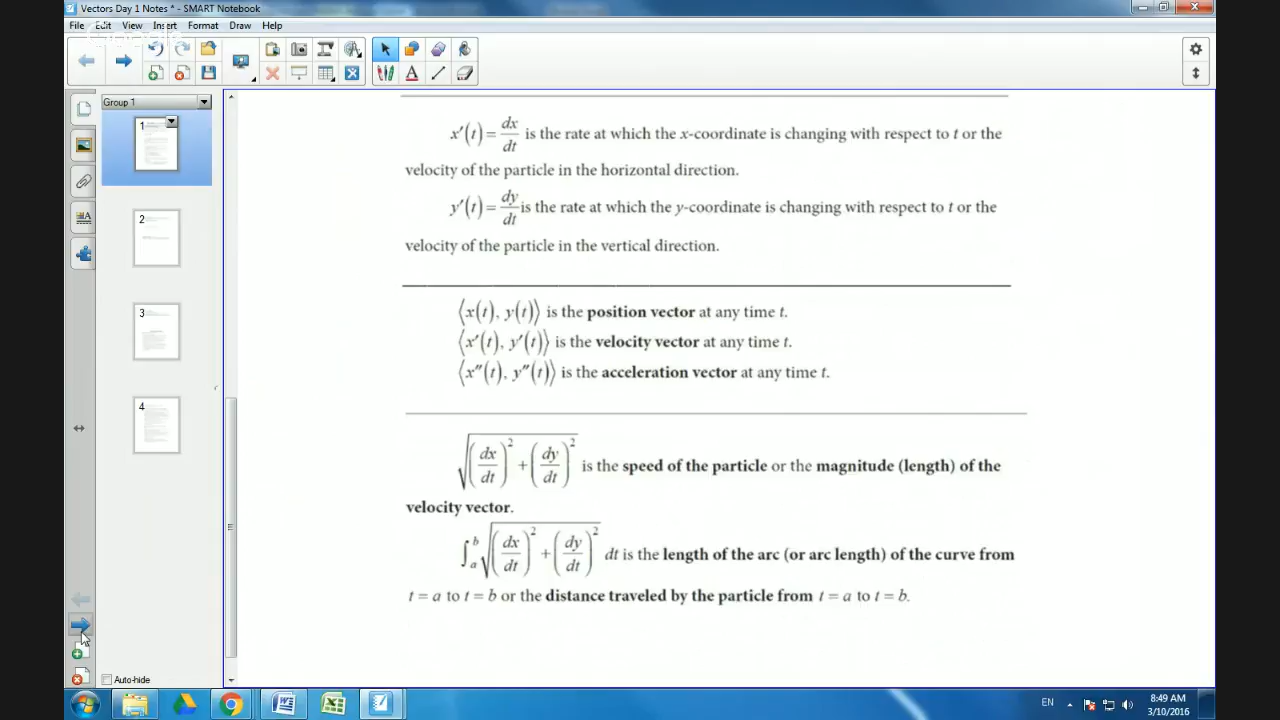 Vectors Day 1 Notes * - SMART Notebook
File Edit View Insert Format Draw Help
Group 1
1
2
3
4
x′(t) = dx/dt is the rate at which the x-coordinate is changing with respect to t or the
velocity of the particle in the horizontal direction.
y′(t) = dy/dt is the rate at which the y-coordinate is changing with respect to t or the
velocity of the particle in the vertical direction.
⟨x(t), y(t)⟩ is the position vector at any time t.
⟨x′(t), y′(t)⟩ is the velocity vector at any time t.
⟨x″(t), y″(t)⟩ is the acceleration vector at any time t.
√((dx/dt)² + (dy/dt)²) is the speed of the particle or the magnitude (length) of the
velocity vector.
∫ₐᵇ √((dx/dt)² + (dy/dt)²) dt is the length of the arc (or arc length) of the curve from
t = a to t = b or the distance traveled by the particle from t = a to t = b.
Auto-hide
EN
8:49 AM
3/10/2016